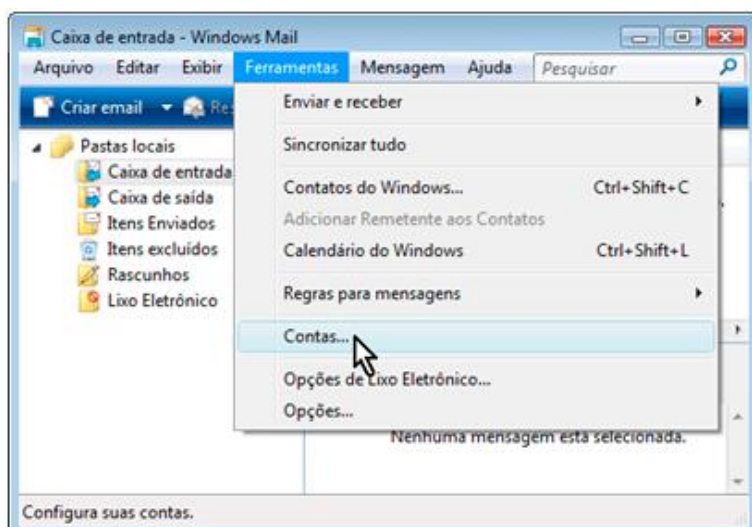 Caixa de entrada - Windows Mail
Arquivo Editar Exibir Ferramentas Mensagem Ajuda Pesquisar
Criar email
Pastas locais
Caixa de entrada
Caixa de saída
Itens Enviados
Itens excluídos
Rascunhos
Lixo Eletrônico
Enviar e receber
Sincronizar tudo
Contatos do Windows... Ctrl+Shift+C
Adicionar Remetente aos Contatos
Calendário do Windows Ctrl+Shift+L
Regras para mensagens
Contas...
Opções de Lixo Eletrônico...
Opções...
Nenhuma mensagem está selecionada.
Configura suas contas.